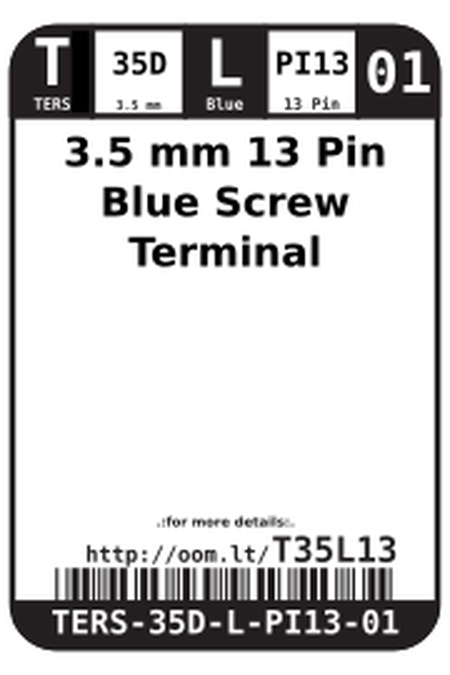 T 35D L PI13 01
TERS 3.5 mm Blue 13 Pin
3.5 mm 13 Pin
Blue Screw
Terminal
.:for more details:.
http://oom.lt/T35L13
TERS-35D-L-PI13-01